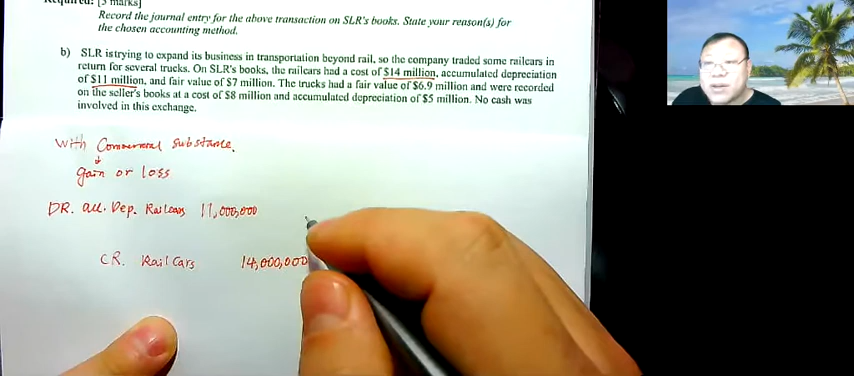 Required: [5 marks]
Record the journal entry for the above transaction on SLR's books. State your reason(s) for
the chosen accounting method.
b) SLR istrying to expand its business in transportation beyond rail, so the company traded some railcars in
return for several trucks. On SLR's books, the railcars had a cost of $14 million, accumulated depreciation
of $11 million, and fair value of $7 million. The trucks had a fair value of $6.9 million and were recorded
on the seller's books at a cost of $8 million and accumulated depreciation of $5 million. No cash was
involved in this exchange.
With Commercial Substance.
gain or loss
DR. acc. Dep. Railcars 11,000,000
CR. Rail Cars 14,000,000